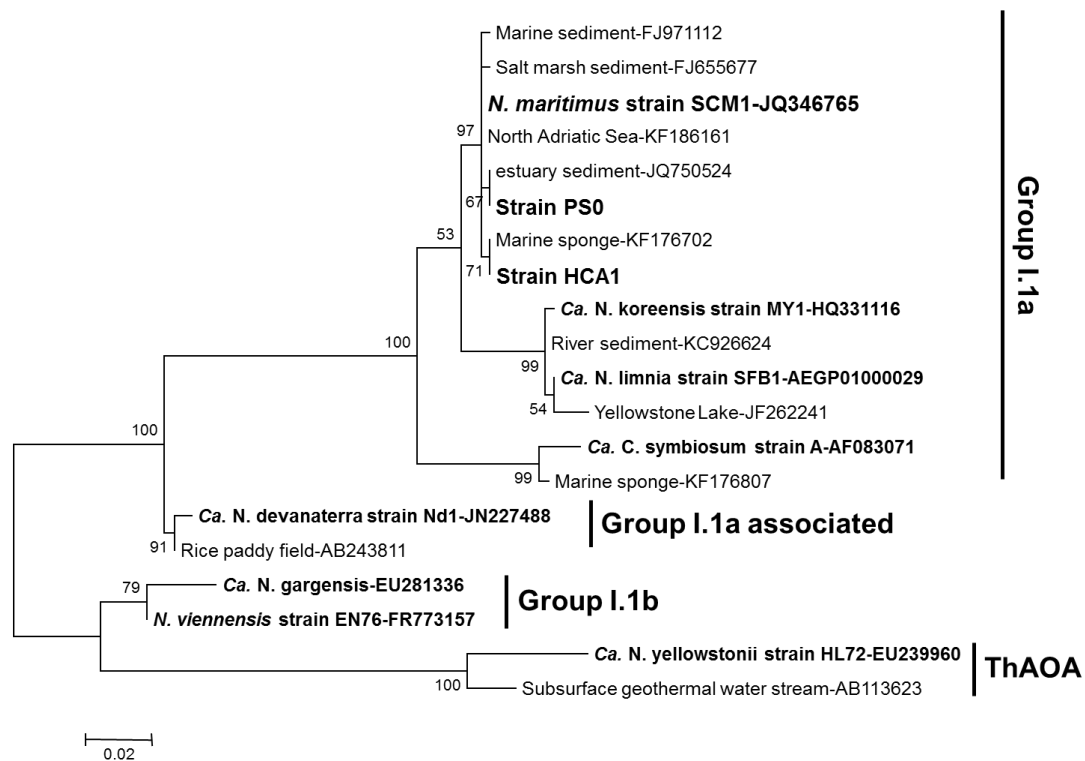 Marine sediment-FJ971112
Salt marsh sediment-FJ655677
N. maritimus strain SCM1-JQ346765
97
North Adriatic Sea-KF186161
estuary sediment-JQ750524
67
Strain PS0
53
Marine sponge-KF176702
71
Strain HCA1
Group I.1a
Ca. N. koreensis strain MY1-HQ331116
100
River sediment-KC926624
99
Ca. N. limnia strain SFB1-AEGP01000029
54
Yellowstone Lake-JF262241
100
Ca. C. symbiosum strain A-AF083071
99
Marine sponge-KF176807
Ca. N. devanaterra strain Nd1-JN227488
Group I.1a associated
91
Rice paddy field-AB243811
79
Ca. N. gargensis-EU281336
Group I.1b
N. viennensis strain EN76-FR773157
Ca. N. yellowstonii strain HL72-EU239960
ThAOA
100
Subsurface geothermal water stream-AB113623
0.02